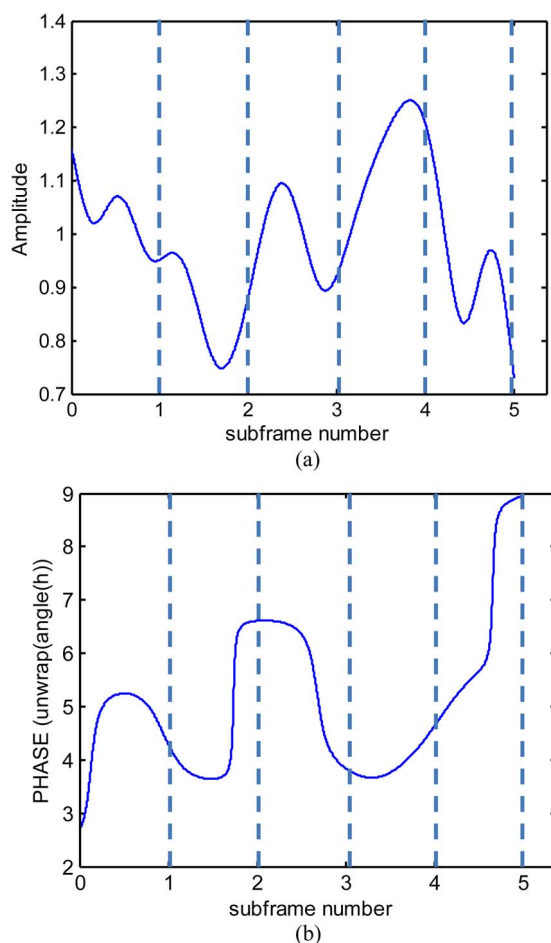 1.4
1.3
1.2
1.1
1
0.9
0.8
0.7
Amplitude
0 1 2 3 4 5
subframe number
(a)
9
8
7
6
5
4
3
2
PHASE (unwrap(angle(h))
0 1 2 3 4 5
subframe number
(b)